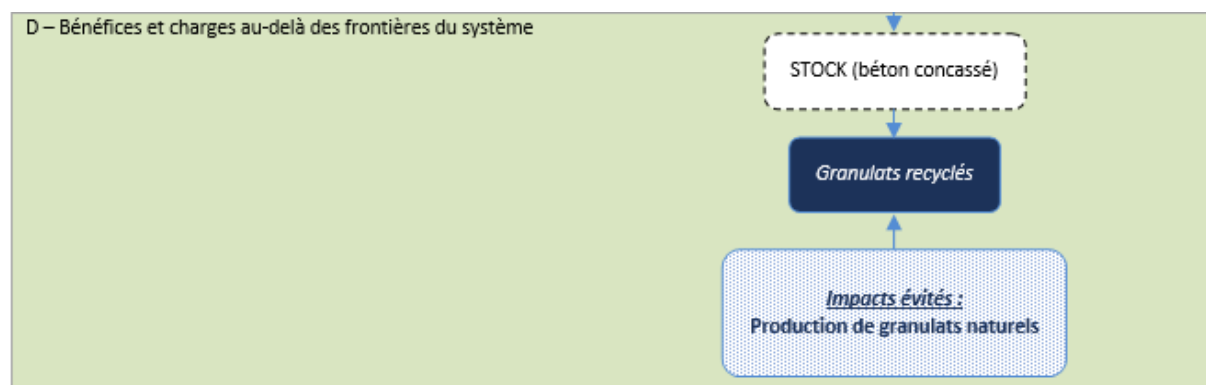 D – Bénéfices et charges au-delà des frontières du système
STOCK (béton concassé)
Granulats recyclés
Impacts évités :
Production de granulats naturels